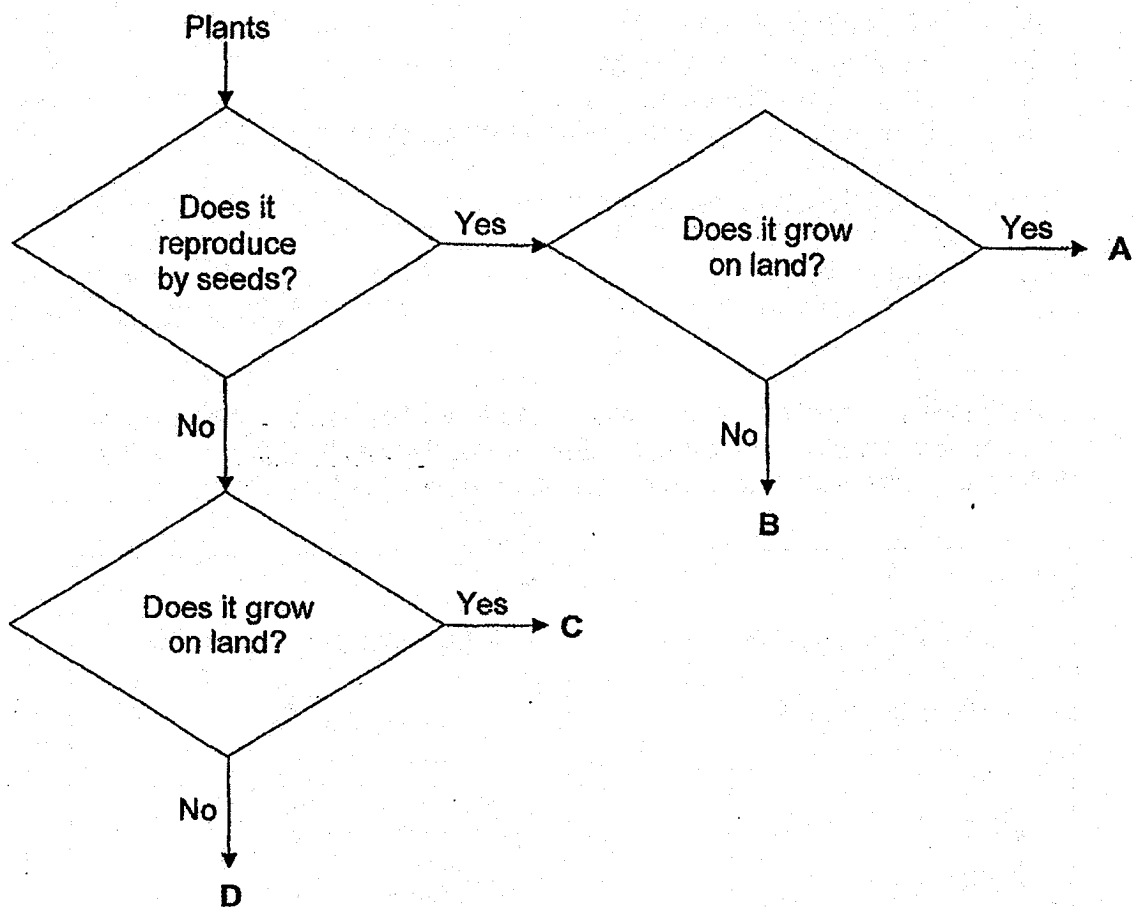 Plants
Does it
reproduce
by seeds?
Yes
Does it grow
on land?
Yes
A
No
No
B
Does it grow
on land?
Yes
C
No
D